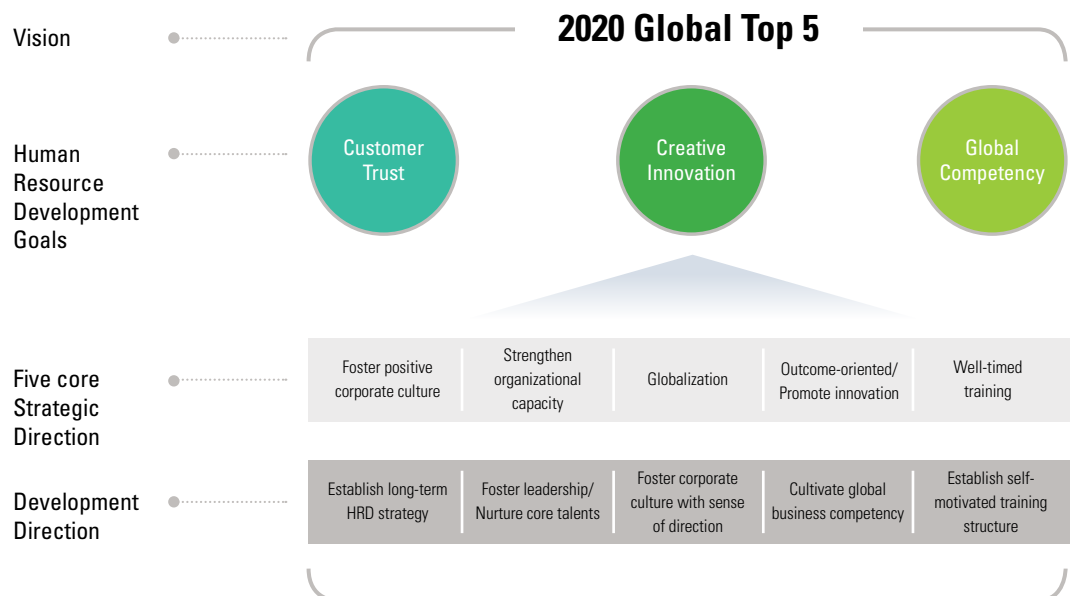 Vision
2020 Global Top 5
Human
Resource
Development
Goals
Customer
Trust
Creative
Innovation
Global
Competency
Five core
Strategic
Direction
Foster positive
corporate culture
Strengthen
organizational
capacity
Globalization
Outcome-oriented/
Promote innovation
Well-timed
training
Development
Direction
Establish long-term
HRD strategy
Foster leadership/
Nurture core talents
Foster corporate
culture with sense
of direction
Cultivate global
business competency
Establish self-
motivated training
structure